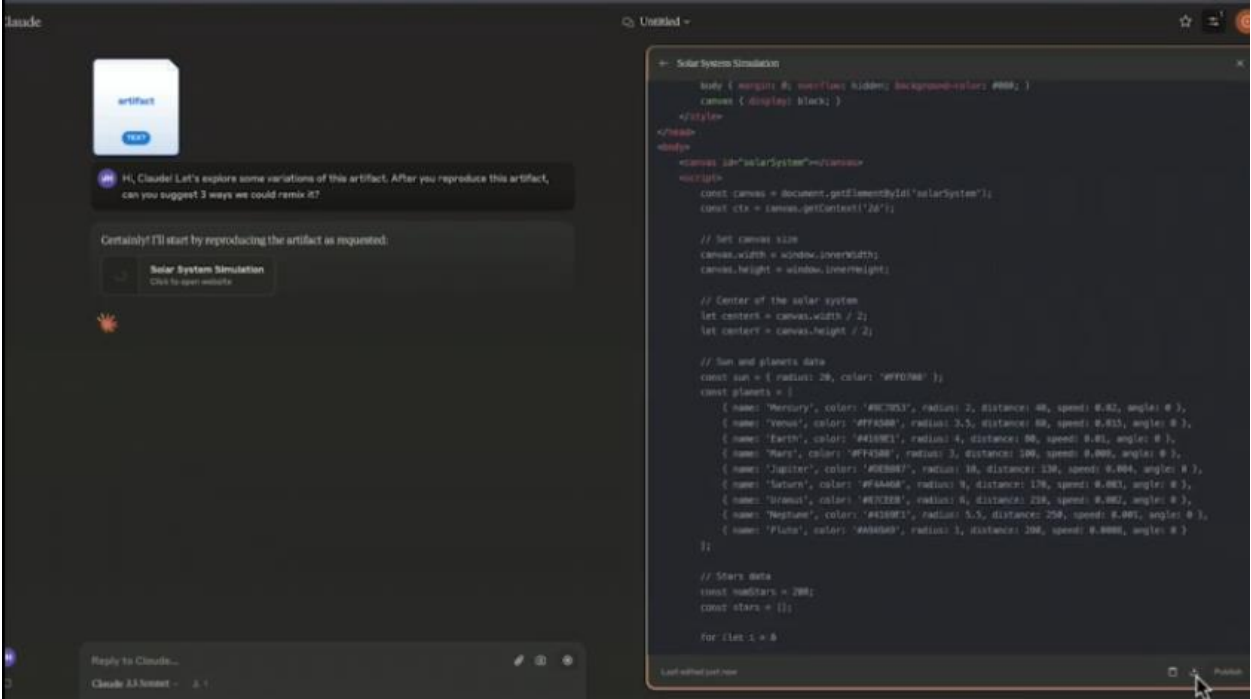 Claude
Untitled
artifact
TEXT
Hi, Claude! Let's explore some variations of this artifact. After you reproduce this artifact,
can you suggest 3 ways we could remix it?
Certainly! I'll start by reproducing the artifact as requested:
Solar System Simulation
Click to open website
Reply to Claude...
Claude 3.5 Sonnet
Solar System Simulation
body { margin: 0; overflow: hidden; background-color: #000; }
canvas { display: block; }
</style>
</head>
<body>
<canvas id="solarSystem"></canvas>
<script>
const canvas = document.getElementById('solarSystem');
const ctx = canvas.getContext('2d');
// Set canvas size
canvas.width = window.innerWidth;
canvas.height = window.innerHeight;
// Center of the solar system
let centerX = canvas.width / 2;
let centerY = canvas.height / 2;
// Sun and planets data
const sun = { radius: 20, color: '#FFD700' };
const planets = [
{ name: 'Mercury', color: radius: 2, distance: 40, speed: 0.02, angle: 0 },
{ name: 'Venus', color: radius: 3.5, distance: 60, speed: 0.015, angle: 0 },
{ name: 'Earth', color: '#4169E1', radius: 4, distance: 80, speed: 0.01, angle: 0 },
{ name: 'Mars', color: '#FF4500', radius: 3, distance: 100, speed: 0.008, angle: 0 },
{ name: 'Jupiter', color: radius: 10, distance: 130, speed: 0.004, angle: 0 },
{ name: 'Saturn', color: '#F4A460', radius: 9, distance: 170, speed: 0.003, angle: 0 },
{ name: 'Uranus', color: radius: 6, distance: 210, speed: 0.002, angle: 0 },
{ name: 'Neptune', color: '#4169E1', radius: 5.5, distance: 250, speed: 0.001, angle: 0 },
{ name: 'Pluto', color: '#A9A9A9', radius: 1, distance: 280, speed: 0.0008, angle: 0 }
];
// Stars data
const numStars = 200;
const stars = [];
for (let i = 0
Last edited just now
Publish